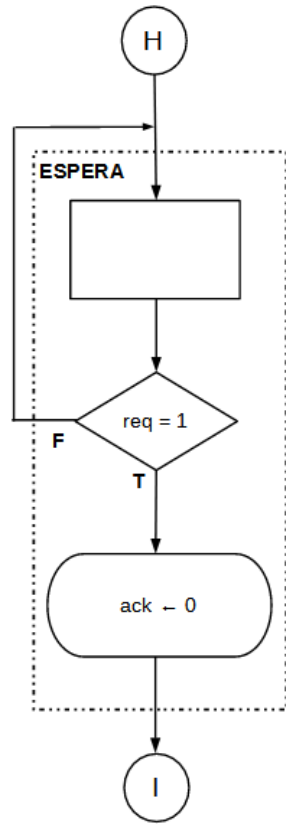 H
ESPERA
req = 1
F
T
ack ← 0
I